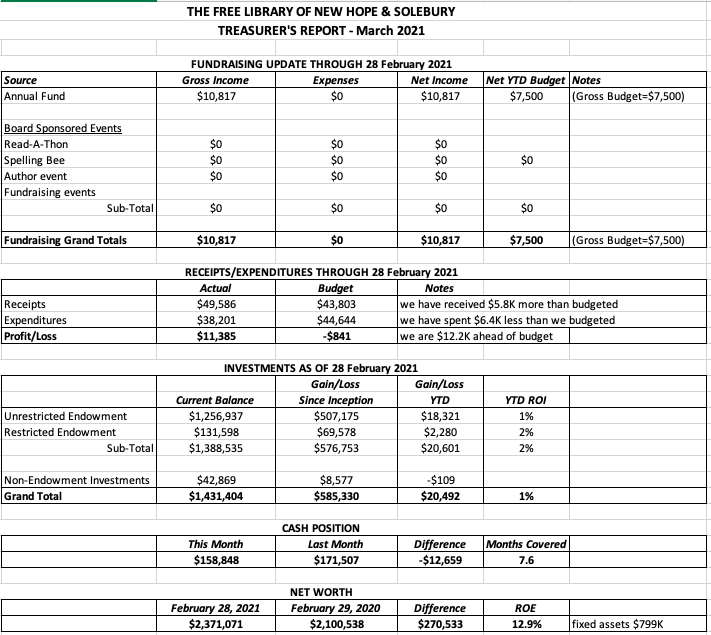 THE FREE LIBRARY OF NEW HOPE & SOLEBURY
TREASURER'S REPORT - March 2021
FUNDRAISING UPDATE THROUGH 28 February 2021
Source Gross Income Expenses Net Income Net YTD Budget Notes
Annual Fund $10,817 $0 $10,817 $7,500 (Gross Budget=$7,500)
Board Sponsored Events
Read-A-Thon $0 $0 $0
Spelling Bee $0 $0 $0 $0
Author event $0 $0 $0
Fundraising events
Sub-Total $0 $0 $0 $0
Fundraising Grand Totals $10,817 $0 $10,817 $7,500 (Gross Budget=$7,500)
RECEIPTS/EXPENDITURES THROUGH 28 February 2021
Actual Budget Notes
Receipts $49,586 $43,803 we have received $5.8K more than budgeted
Expenditures $38,201 $44,644 we have spent $6.4K less than we budgeted
Profit/Loss $11,385 -$841 we are $12.2K ahead of budget
INVESTMENTS AS OF 28 February 2021
Gain/Loss Gain/Loss
Current Balance Since Inception YTD YTD ROI
Unrestricted Endowment $1,256,937 $507,175 $18,321 1%
Restricted Endowment $131,598 $69,578 $2,280 2%
Sub-Total $1,388,535 $576,753 $20,601 2%
Non-Endowment Investments $42,869 $8,577 -$109
Grand Total $1,431,404 $585,330 $20,492 1%
CASH POSITION
This Month Last Month Difference Months Covered
$158,848 $171,507 -$12,659 7.6
NET WORTH
February 28, 2021 February 29, 2020 Difference ROE
$2,371,071 $2,100,538 $270,533 12.9% fixed assets $799K